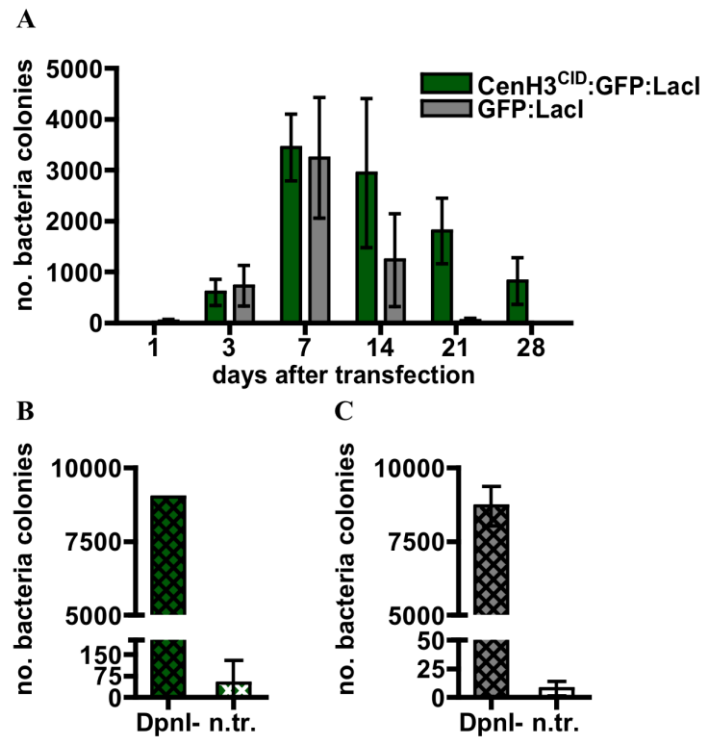 A
no. bacteria colonies
5000
4000
3000
2000
1000
0
CenH3^CID:GFP:LacI
GFP:LacI
1 3 7 14 21 28
days after transfection
B
no. bacteria colonies
10000
7500
5000
150
75
0
DpnI- n.tr.
C
no. bacteria colonies
10000
7500
5000
50
25
0
DpnI- n.tr.